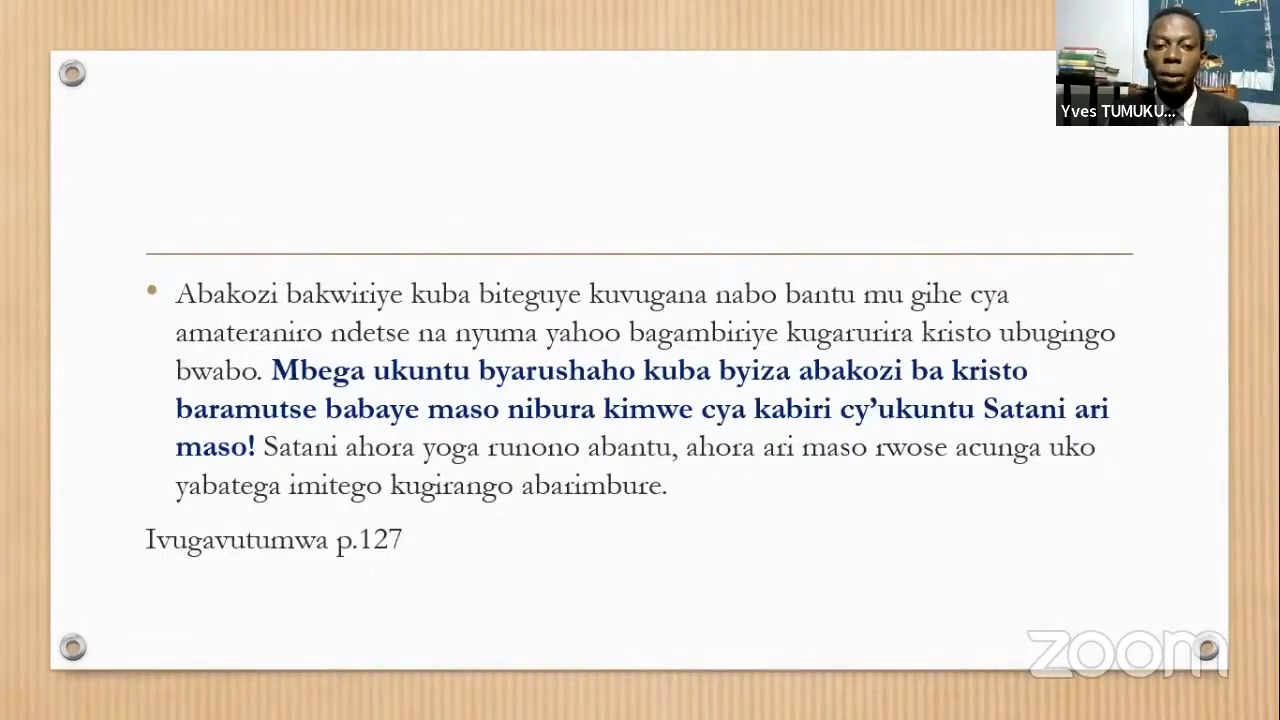 Yves TUMUKU...
Abakozi bakwiriye kuba biteguye kuvugana nabo bantu mu gihe cya
amateraniro ndetse na nyuma yahoo bagambiriye kugarurira kristo ubugingo
bwabo. Mbega ukuntu byarushaho kuba byiza abakozi ba kristo
baramutse babaye maso nibura kimwe cya kabiri cy’ukuntu Satani ari
maso! Satani ahora yoga runono abantu, ahora ari maso rwose acunga uko
yabatega imitego kugirango abarimbure.
Ivugavutumwa p.127
zoom